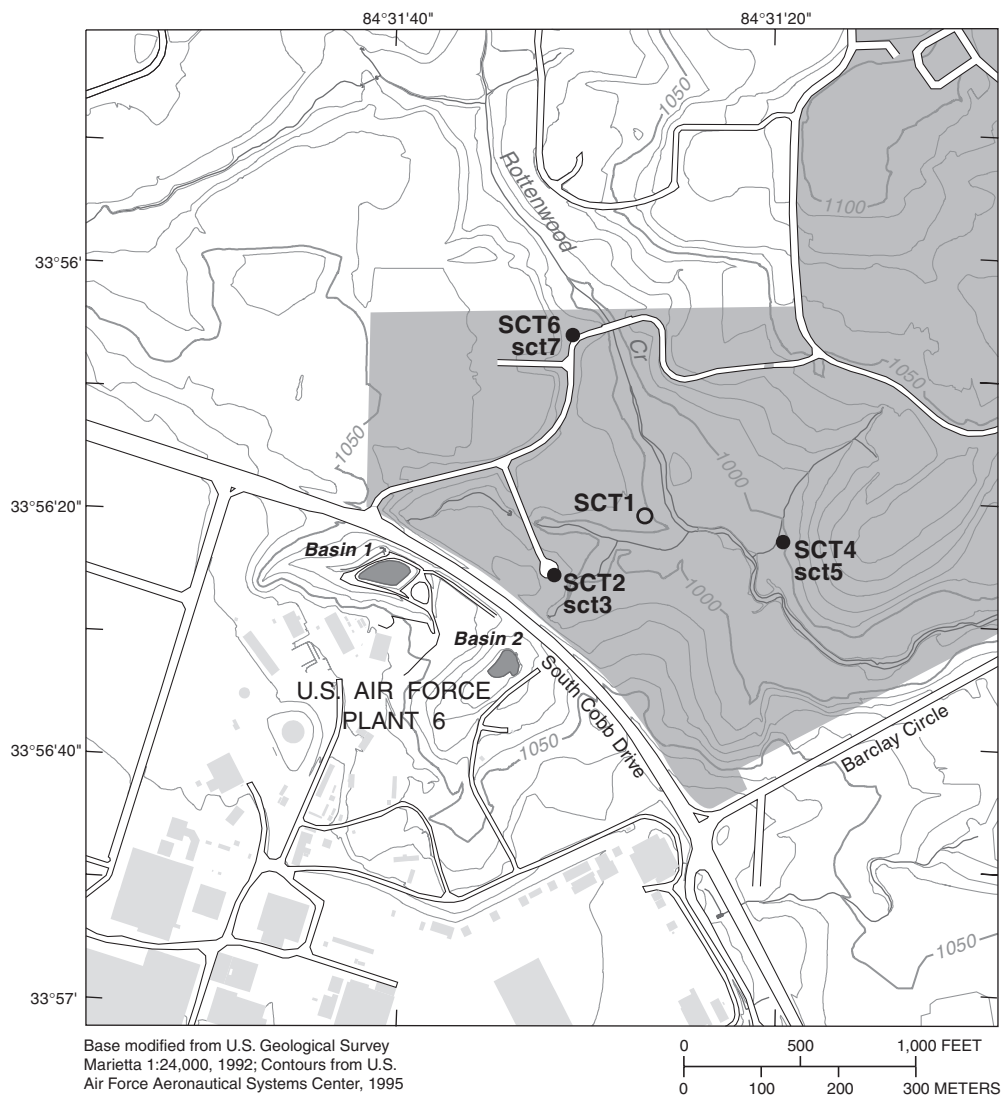 84°31'40"
84°31'20"
1050
Rottenwood
1100
33°56'
SCT6
sct7
Cr
1050
1050
1000
33°56'20"
SCT1
Basin 1
SCT4
sct5
SCT2
sct3
1000
Basin 2
U.S. AIR FORCE
PLANT 6
South Cobb Drive
33°56'40"
1050
Barclay Circle
1050
33°57'
Base modified from U.S. Geological Survey
Marietta 1:24,000, 1992; Contours from U.S.
Air Force Aeronautical Systems Center, 1995
0 500 1,000 FEET
0 100 200 300 METERS